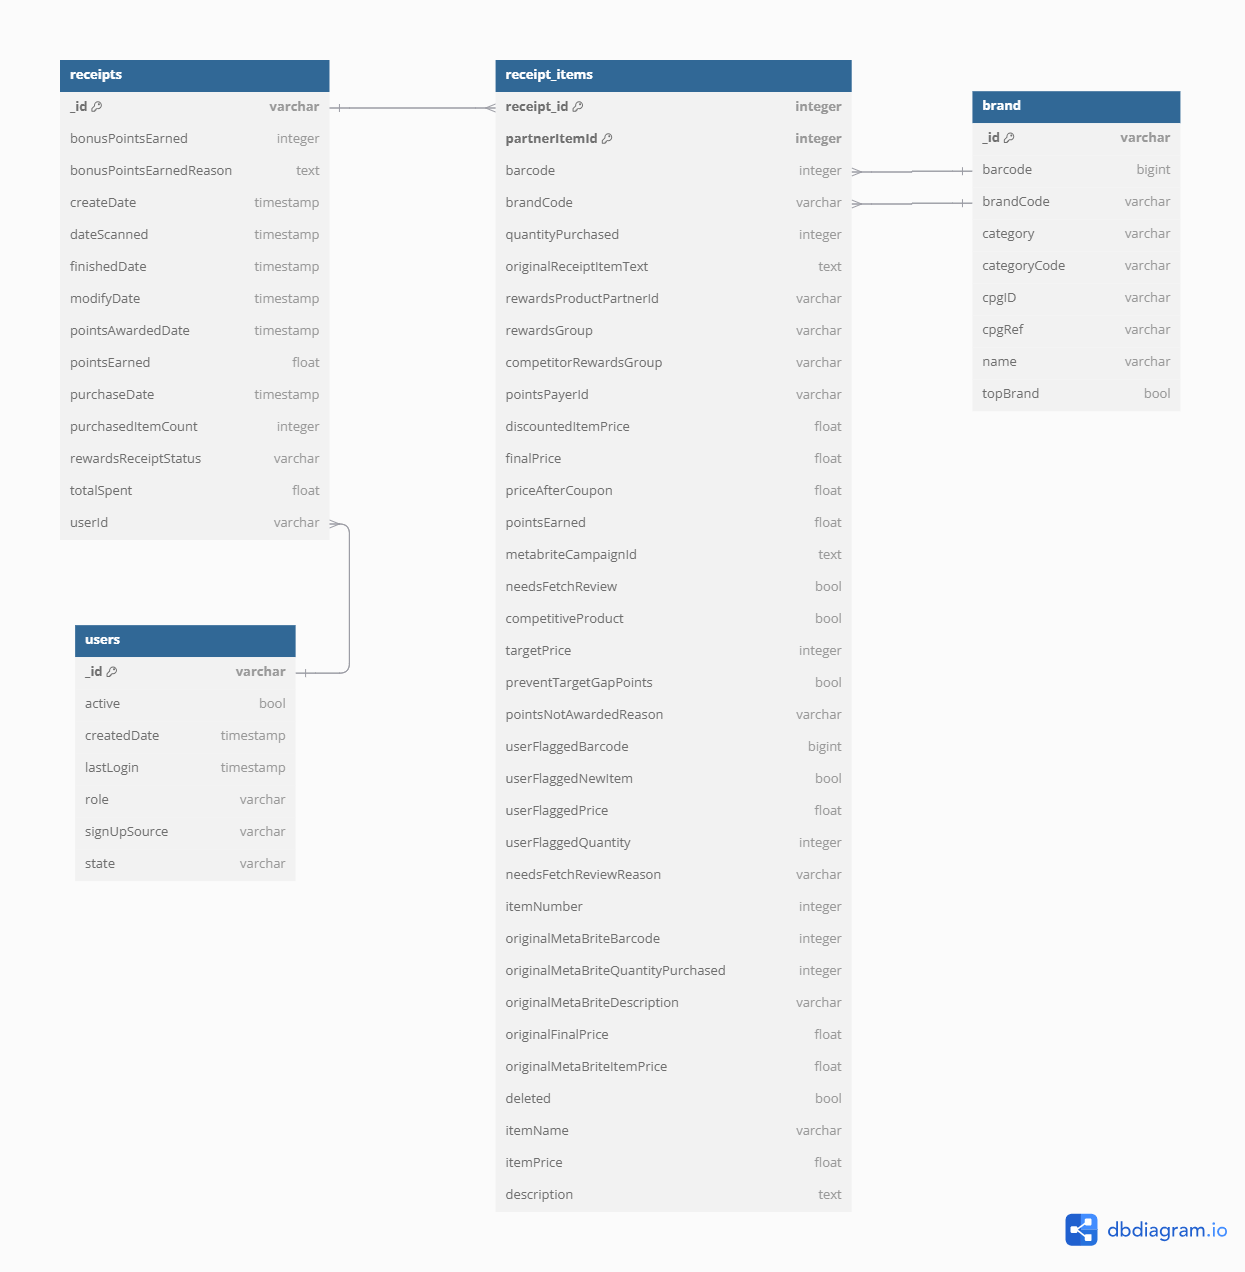 receipts
_id varchar
bonusPointsEarned integer
bonusPointsEarnedReason text
createDate timestamp
dateScanned timestamp
finishedDate timestamp
modifyDate timestamp
pointsAwardedDate timestamp
pointsEarned float
purchaseDate timestamp
purchasedItemCount integer
rewardsReceiptStatus varchar
totalSpent float
userId varchar
users
_id varchar
active bool
createdDate timestamp
lastLogin timestamp
role varchar
signUpSource varchar
state varchar
receipt_items
receipt_id integer
partnerItemId integer
barcode integer
brandCode varchar
quantityPurchased integer
originalReceiptItemText text
rewardsProductPartnerId varchar
rewardsGroup varchar
competitorRewardsGroup varchar
pointsPayerId varchar
discountedItemPrice float
finalPrice float
priceAfterCoupon float
pointsEarned float
metabriteCampaignId text
needsFetchReview bool
competitiveProduct bool
targetPrice integer
preventTargetGapPoints bool
pointsNotAwardedReason varchar
userFlaggedBarcode bigint
userFlaggedNewItem bool
userFlaggedPrice float
userFlaggedQuantity integer
needsFetchReviewReason varchar
itemNumber integer
originalMetaBriteBarcode integer
originalMetaBriteQuantityPurchased integer
originalMetaBriteDescription varchar
originalFinalPrice float
originalMetaBriteItemPrice float
deleted bool
itemName varchar
itemPrice float
description text
brand
_id varchar
barcode bigint
brandCode varchar
category varchar
categoryCode varchar
cpgID varchar
cpgRef varchar
name varchar
topBrand bool
dbdiagram.io